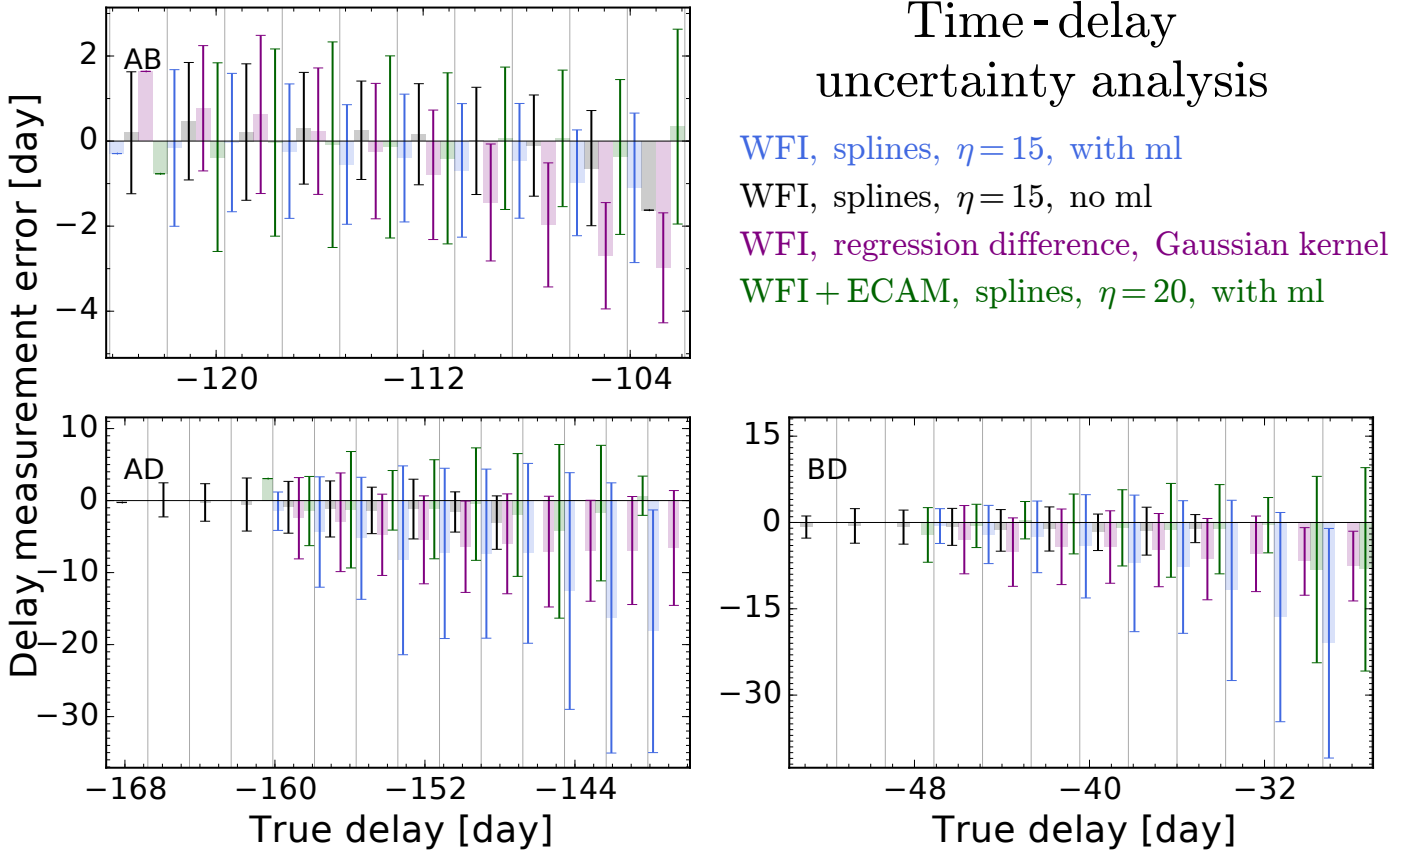 Time-delay
uncertainty analysis
WFI, splines, η=15, with ml
WFI, splines, η=15, no ml
WFI, regression difference, Gaussian kernel
WFI+ECAM, splines, η=20, with ml
Delay measurement error [day]
AB
2
0
−2
−4
−120 −112 −104
AD
10
0
−10
−20
−30
−168 −160 −152 −144
True delay [day]
BD
15
0
−15
−30
−48 −40 −32
True delay [day]